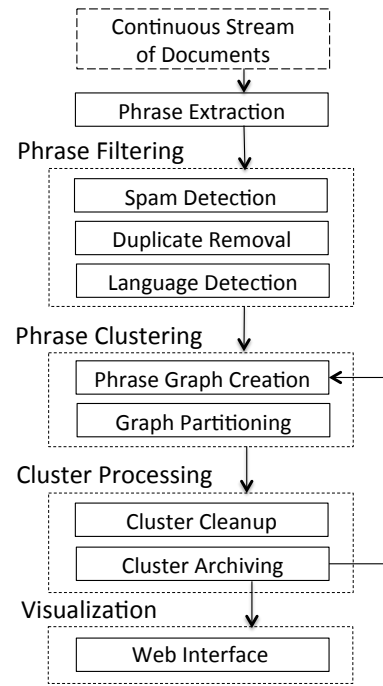 Continuous Stream
of Documents
Phrase Extraction
Phrase Filtering
Spam Detection
Duplicate Removal
Language Detection
Phrase Clustering
Phrase Graph Creation
Graph Partitioning
Cluster Processing
Cluster Cleanup
Cluster Archiving
Visualization
Web Interface